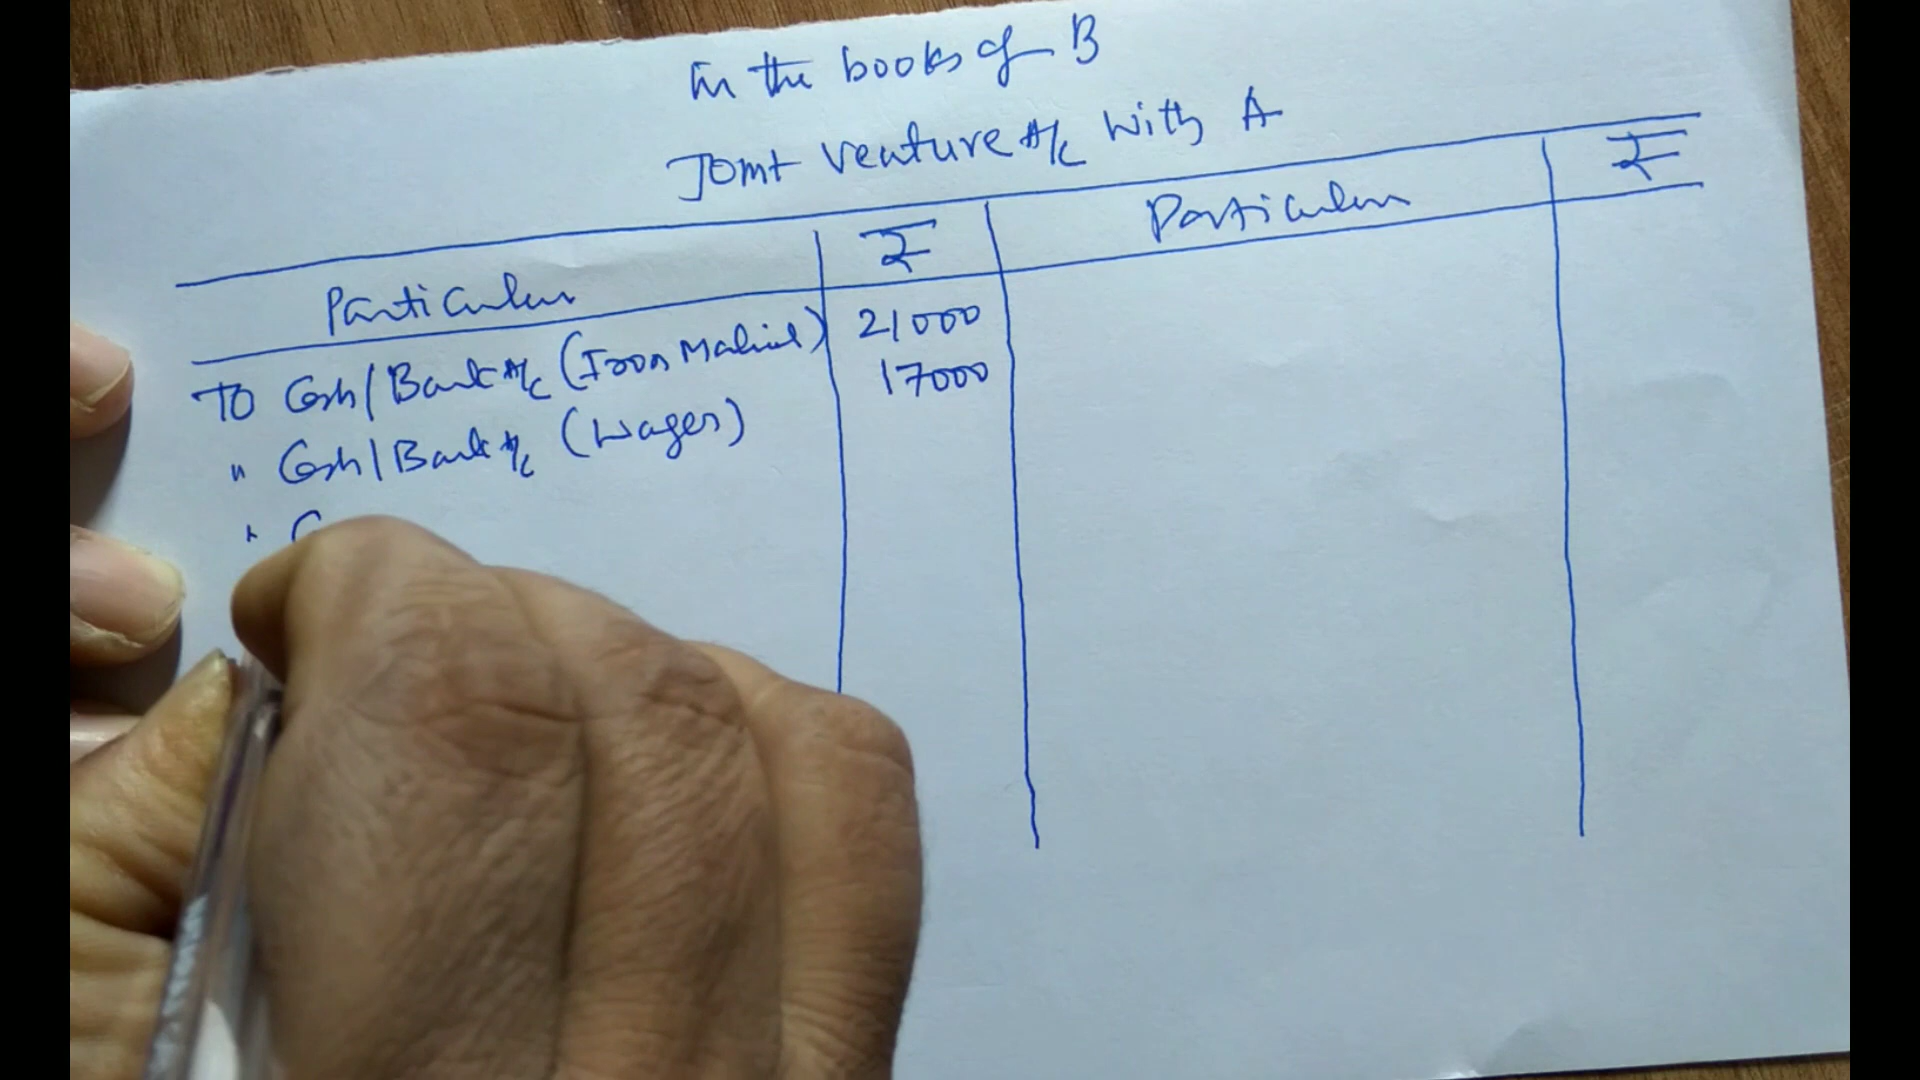 In the books of B
Joint Venture A/c With A
Particulars ₹ Particulars ₹
To Cash/Bank A/c (Iron Material) 21000
" Cash/Bank A/c (Wages) 17000
" C